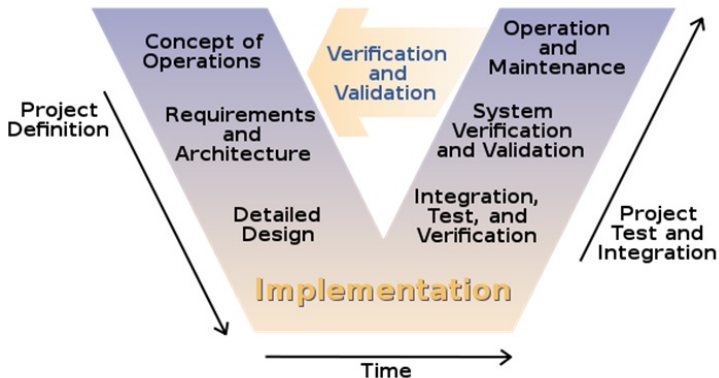 Concept of
Operations
Verification
and
Validation
Operation
and
Maintenance
Project
Definition
Requirements
and
Architecture
System
Verification
and Validation
Detailed
Design
Integration,
Test, and
Verification
Project
Test and
Integration
Implementation
Time